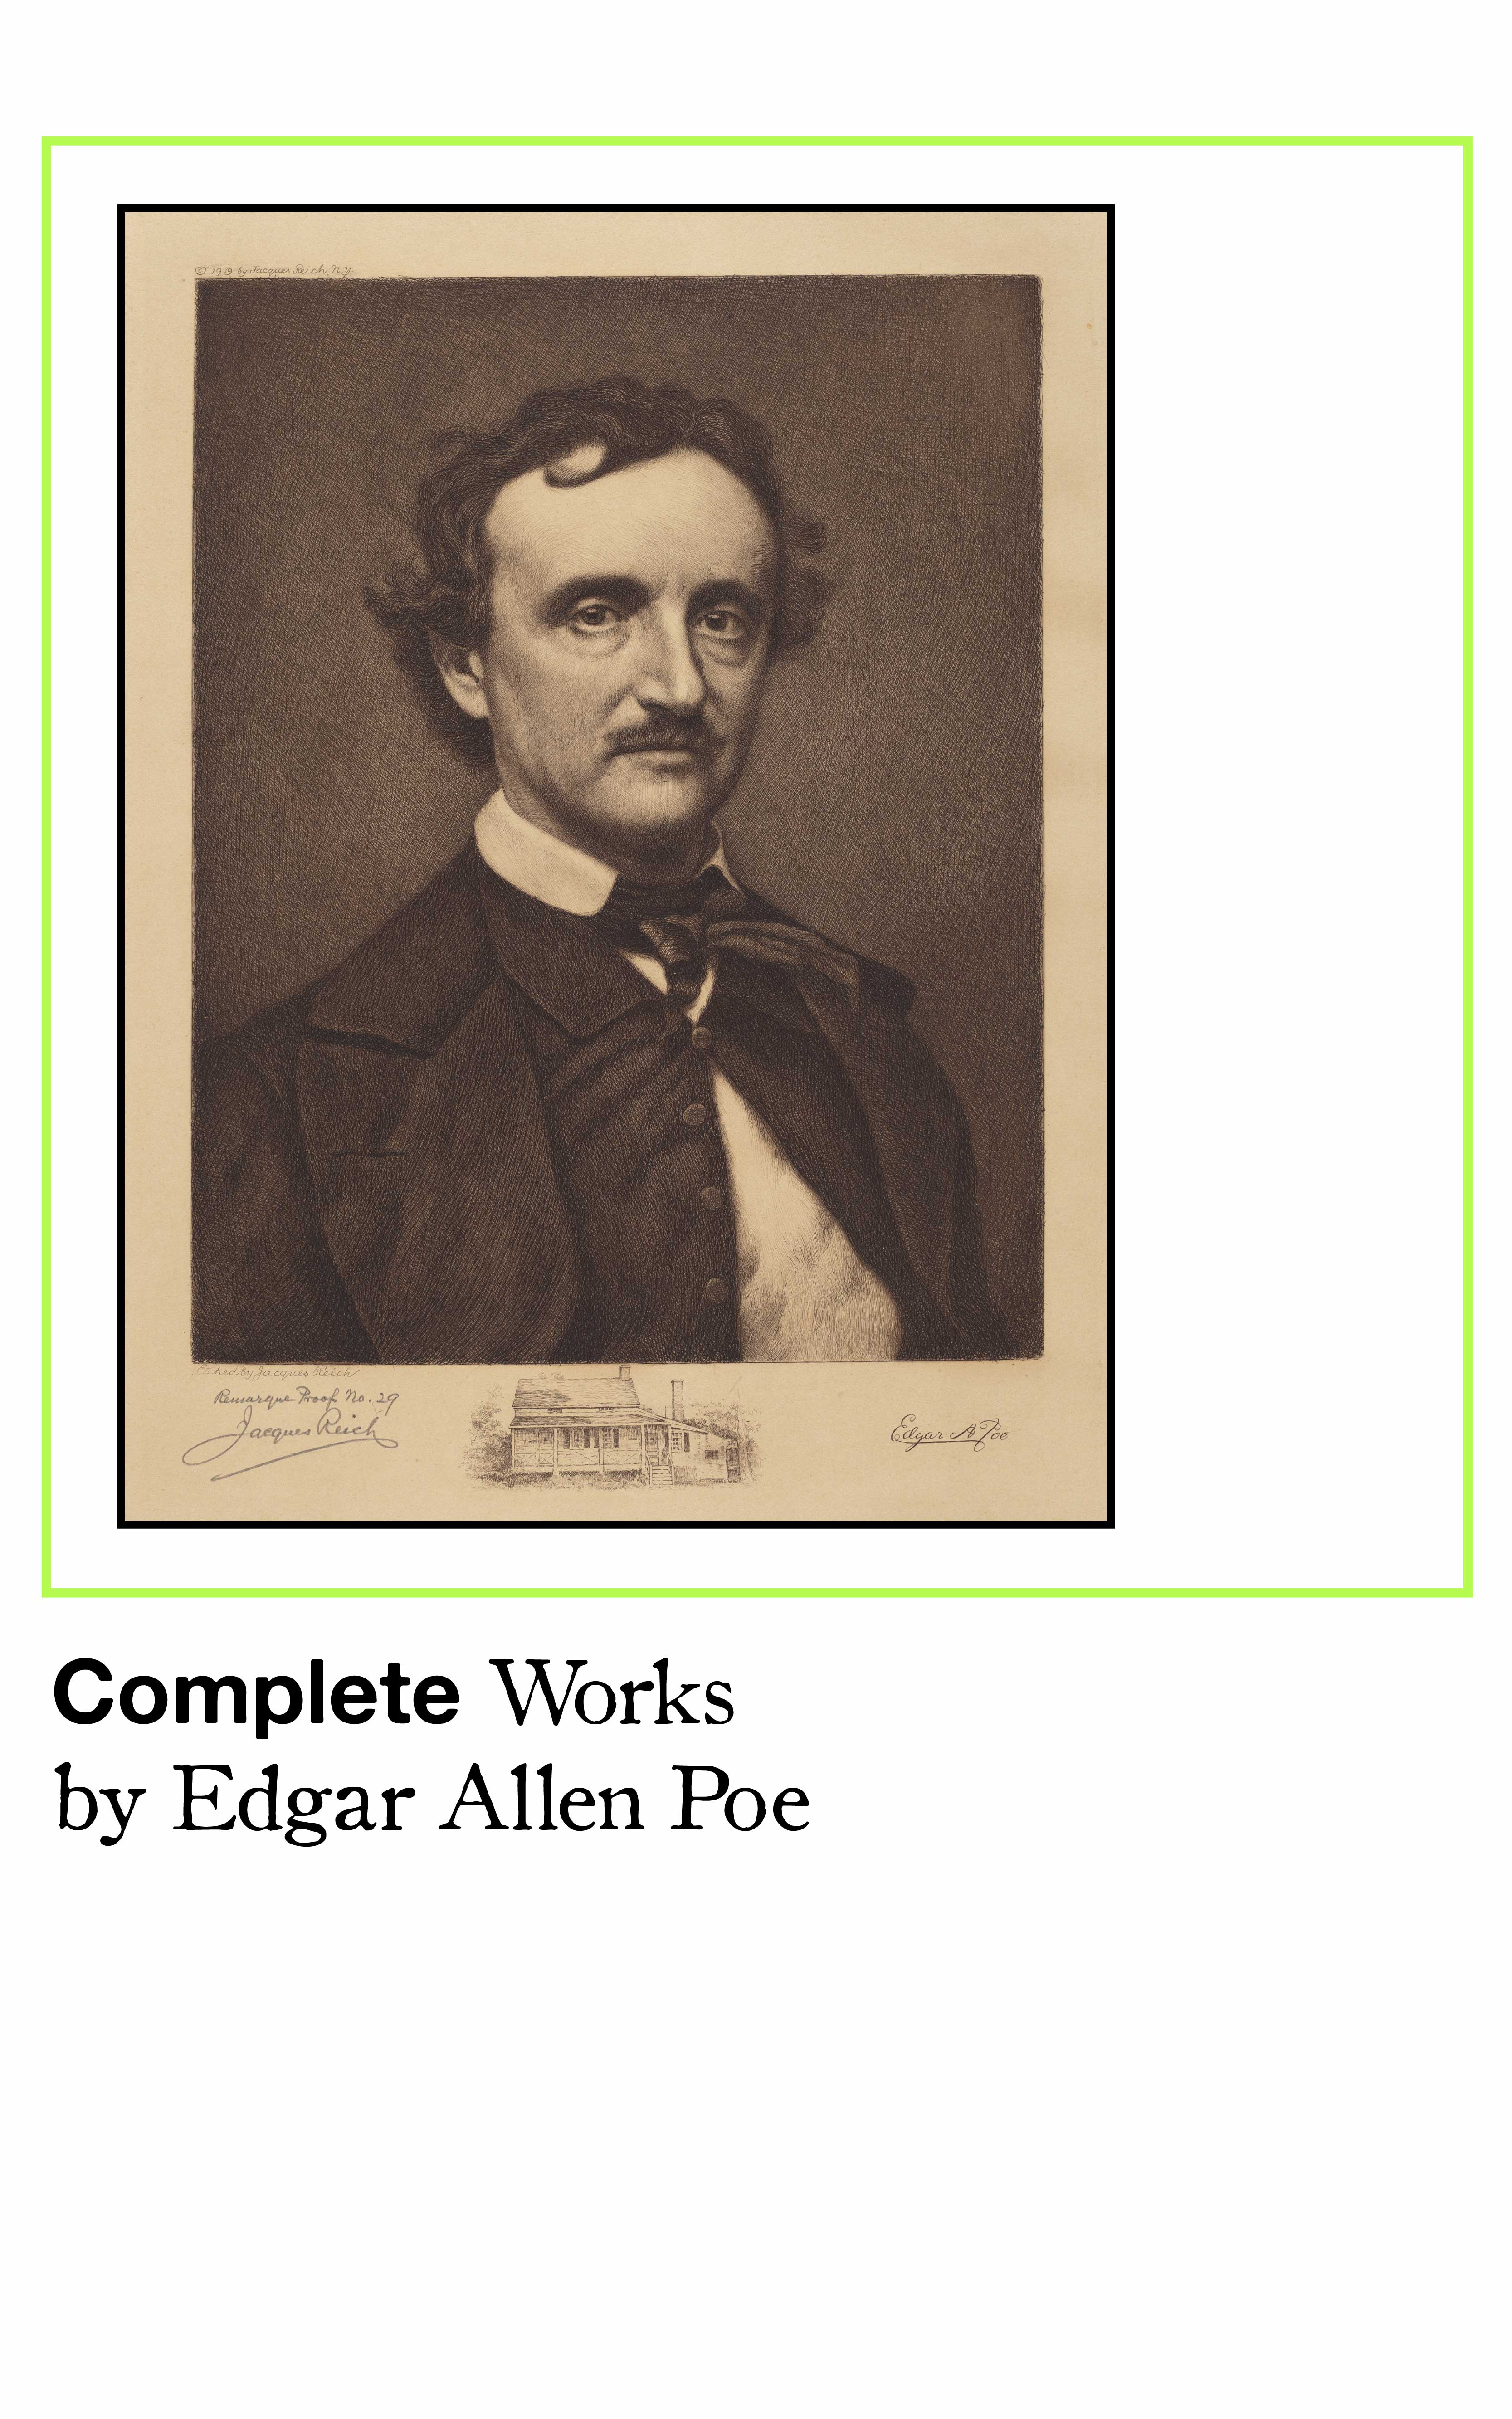 © 1919 by Jacques Reich, N.Y.
Etched by Jacques Reich
Remarque Proof No. 29
Jacques Reich
Edgar A Poe
Complete Works
by Edgar Allen Poe